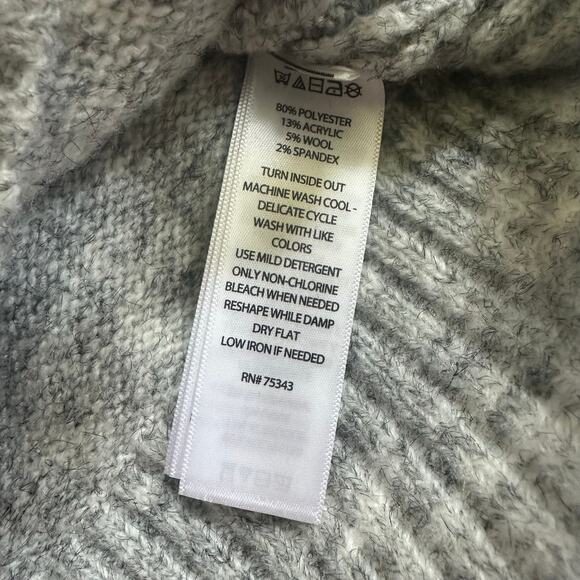 80% POLYESTER
13% ACRYLIC
5% WOOL
2% SPANDEX
TURN INSIDE OUT
MACHINE WASH COOL -
DELICATE CYCLE
WASH WITH LIKE
COLORS
USE MILD DETERGENT
ONLY NON-CHLORINE
BLEACH WHEN NEEDED
RESHAPE WHILE DAMP
DRY FLAT
LOW IRON IF NEEDED
RN# 75343